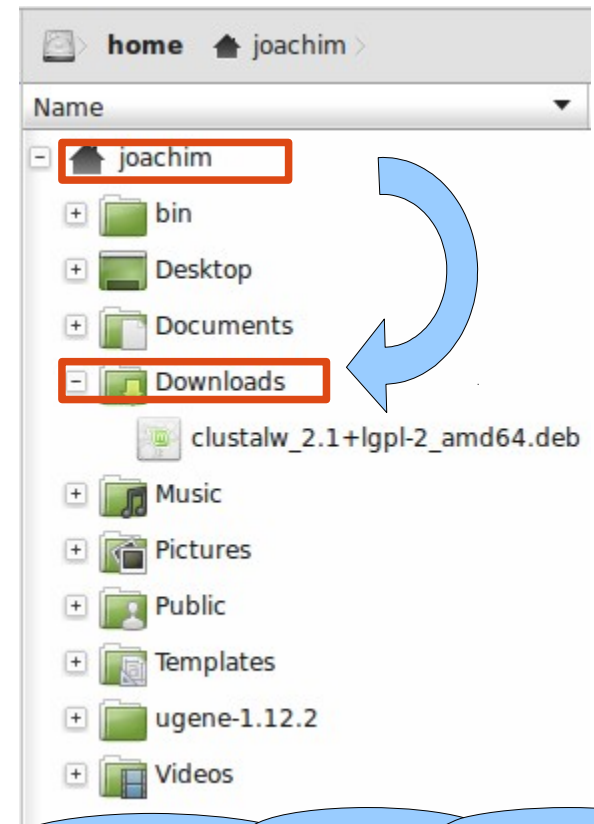 home joachim
Name
joachim
bin
Desktop
Documents
Downloads
clustalw_2.1+lgpl-2_amd64.deb
Music
Pictures
Public
Templates
ugene-1.12.2
Videos